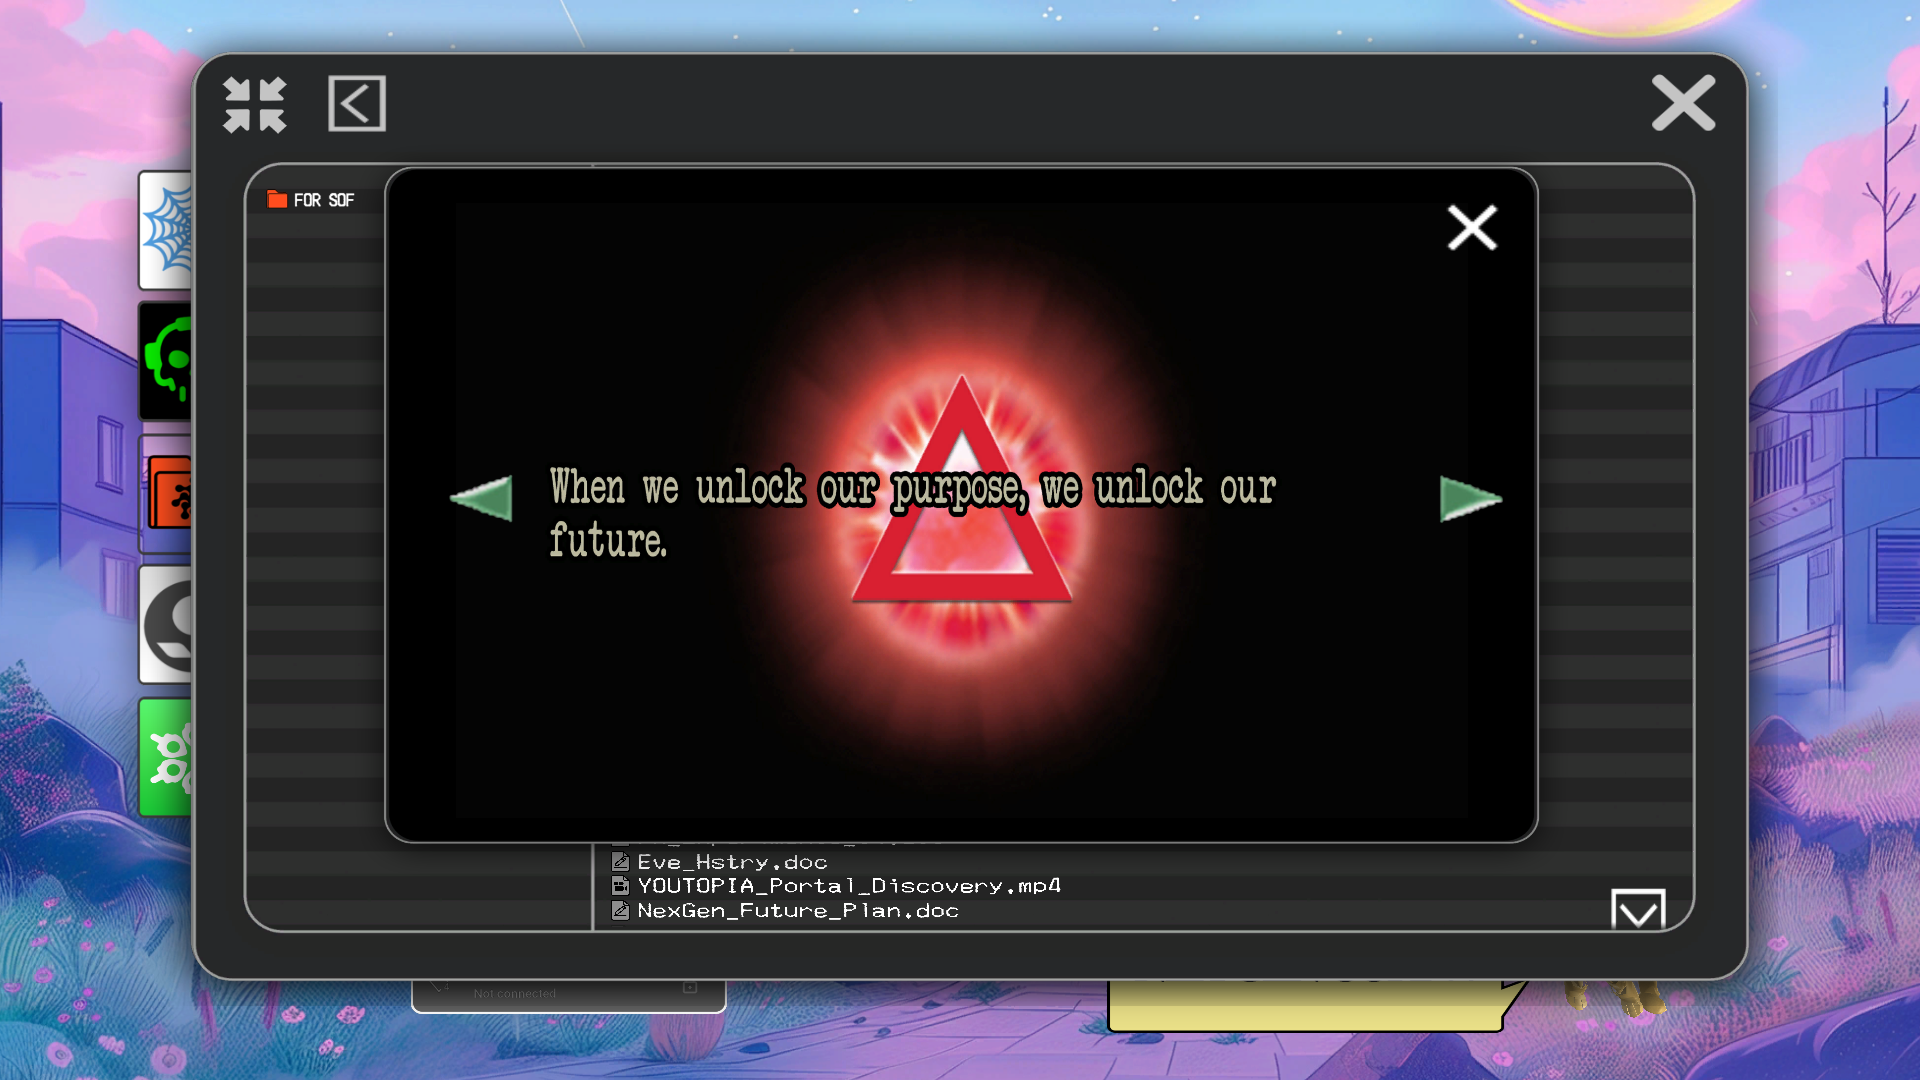 FOR SOF
When we unlock our purpose, we unlock our
future.
Eve_Hstry.doc
YOUTOPIA_Portal_Discovery.mp4
NexGen_Future_Plan.doc
Not connected